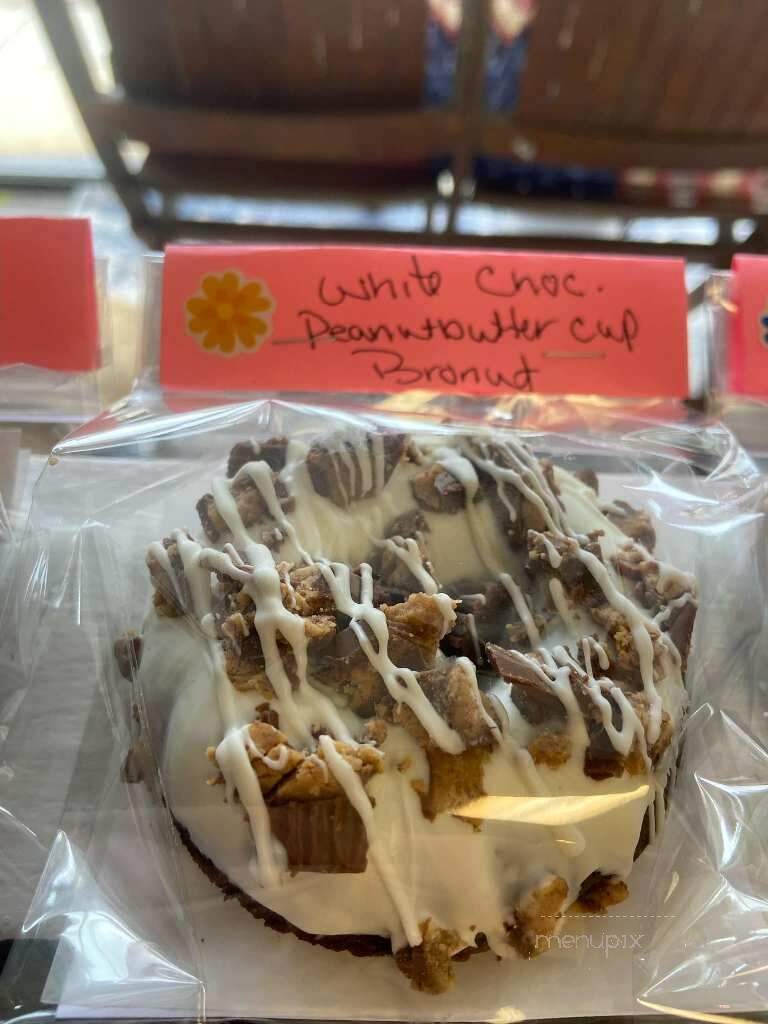 White Choc.
Peanutbutter cup
Bronut
menupix